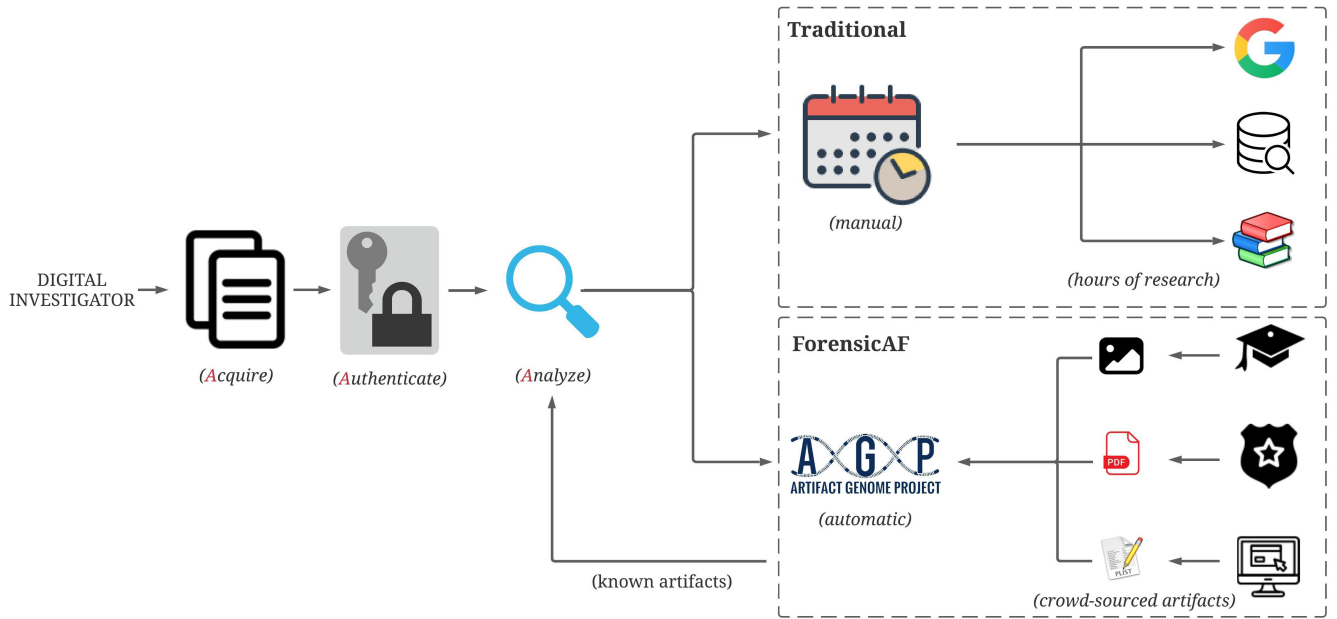 DIGITAL
INVESTIGATOR
(Acquire)
(Authenticate)
(Analyze)
Traditional
(manual)
(hours of research)
ForensicAF
A G P
ARTIFACT GENOME PROJECT
(automatic)
PDF
PLIST
(crowd-sourced artifacts)
(known artifacts)